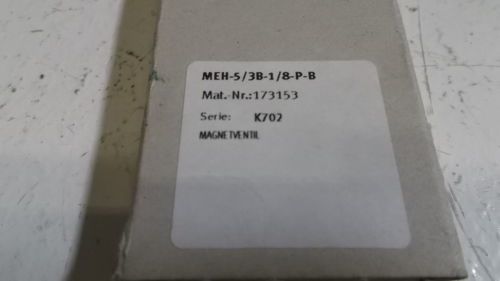 MEH-5/3B-1/8-P-B
Mat.-Nr.:173153
Serie: K702
MAGNETVENTIL